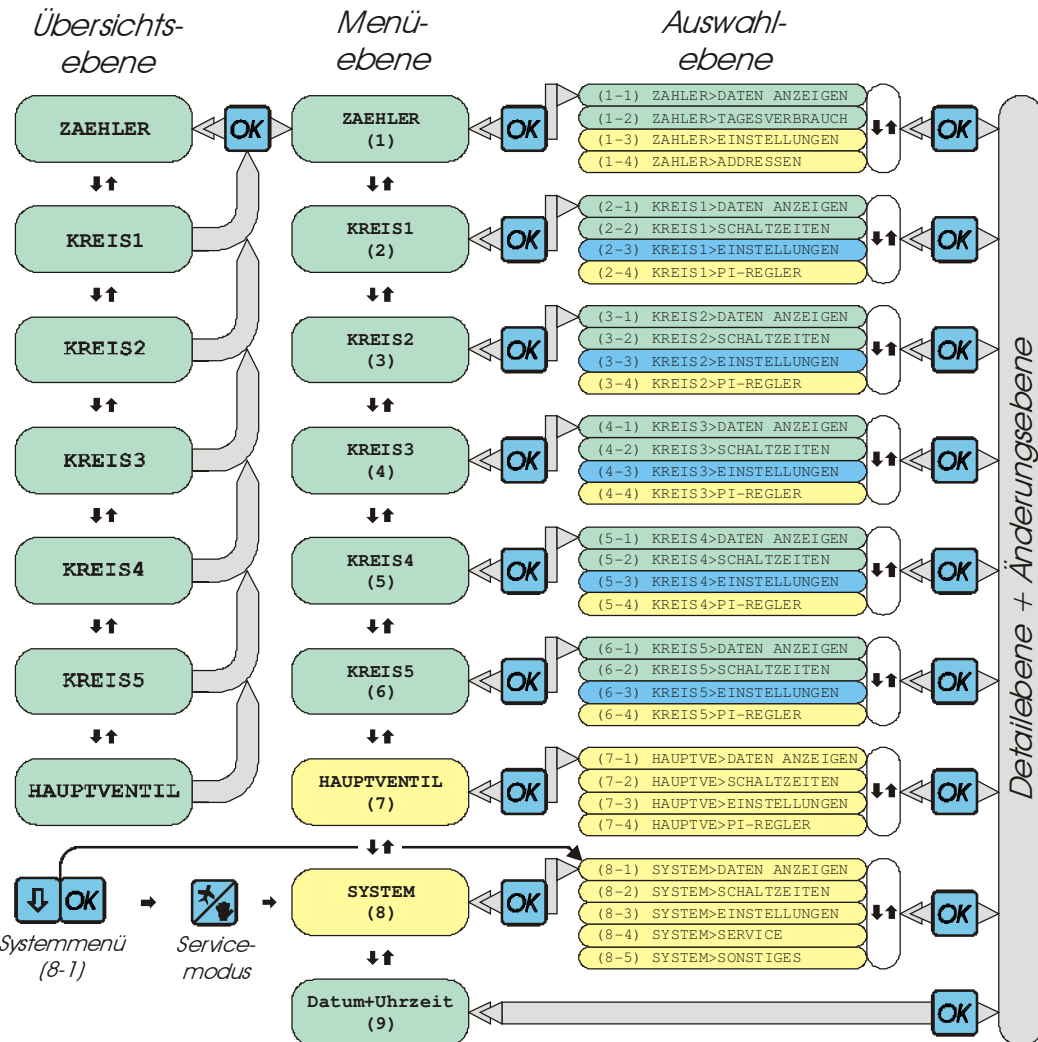 Übersichts-
ebene
Menü-
ebene
Auswahl-
ebene
ZAEHLER
OK
ZAEHLER
(1)
OK
(1-1) ZAHLER>DATEN ANZEIGEN
(1-2) ZAHLER>TAGESVERBRAUCH
(1-3) ZAHLER>EINSTELLUNGEN
(1-4) ZAHLER>ADDRESSEN
OK
KREIS1
KREIS1
(2)
OK
(2-1) KREIS1>DATEN ANZEIGEN
(2-2) KREIS1>SCHALTZEITEN
(2-3) KREIS1>EINSTELLUNGEN
(2-4) KREIS1>PI-REGLER
OK
KREIS2
KREIS2
(3)
OK
(3-1) KREIS2>DATEN ANZEIGEN
(3-2) KREIS2>SCHALTZEITEN
(3-3) KREIS2>EINSTELLUNGEN
(3-4) KREIS2>PI-REGLER
OK
KREIS3
KREIS3
(4)
OK
(4-1) KREIS3>DATEN ANZEIGEN
(4-2) KREIS3>SCHALTZEITEN
(4-3) KREIS3>EINSTELLUNGEN
(4-4) KREIS3>PI-REGLER
OK
KREIS4
KREIS4
(5)
OK
(5-1) KREIS4>DATEN ANZEIGEN
(5-2) KREIS4>SCHALTZEITEN
(5-3) KREIS4>EINSTELLUNGEN
(5-4) KREIS4>PI-REGLER
OK
KREIS5
KREIS5
(6)
OK
(6-1) KREIS5>DATEN ANZEIGEN
(6-2) KREIS5>SCHALTZEITEN
(6-3) KREIS5>EINSTELLUNGEN
(6-4) KREIS5>PI-REGLER
OK
HAUPTVENTIL
HAUPTVENTIL
(7)
OK
(7-1) HAUPTVE>DATEN ANZEIGEN
(7-2) HAUPTVE>SCHALTZEITEN
(7-3) HAUPTVE>EINSTELLUNGEN
(7-4) HAUPTVE>PI-REGLER
OK
OK
Systemmenü
(8-1)
Service-
modus
SYSTEM
(8)
OK
(8-1) SYSTEM>DATEN ANZEIGEN
(8-2) SYSTEM>SCHALTZEITEN
(8-3) SYSTEM>EINSTELLUNGEN
(8-4) SYSTEM>SERVICE
(8-5) SYSTEM>SONSTIGES
OK
Datum+Uhrzeit
(9)
OK
Detailebene + Änderungsebene